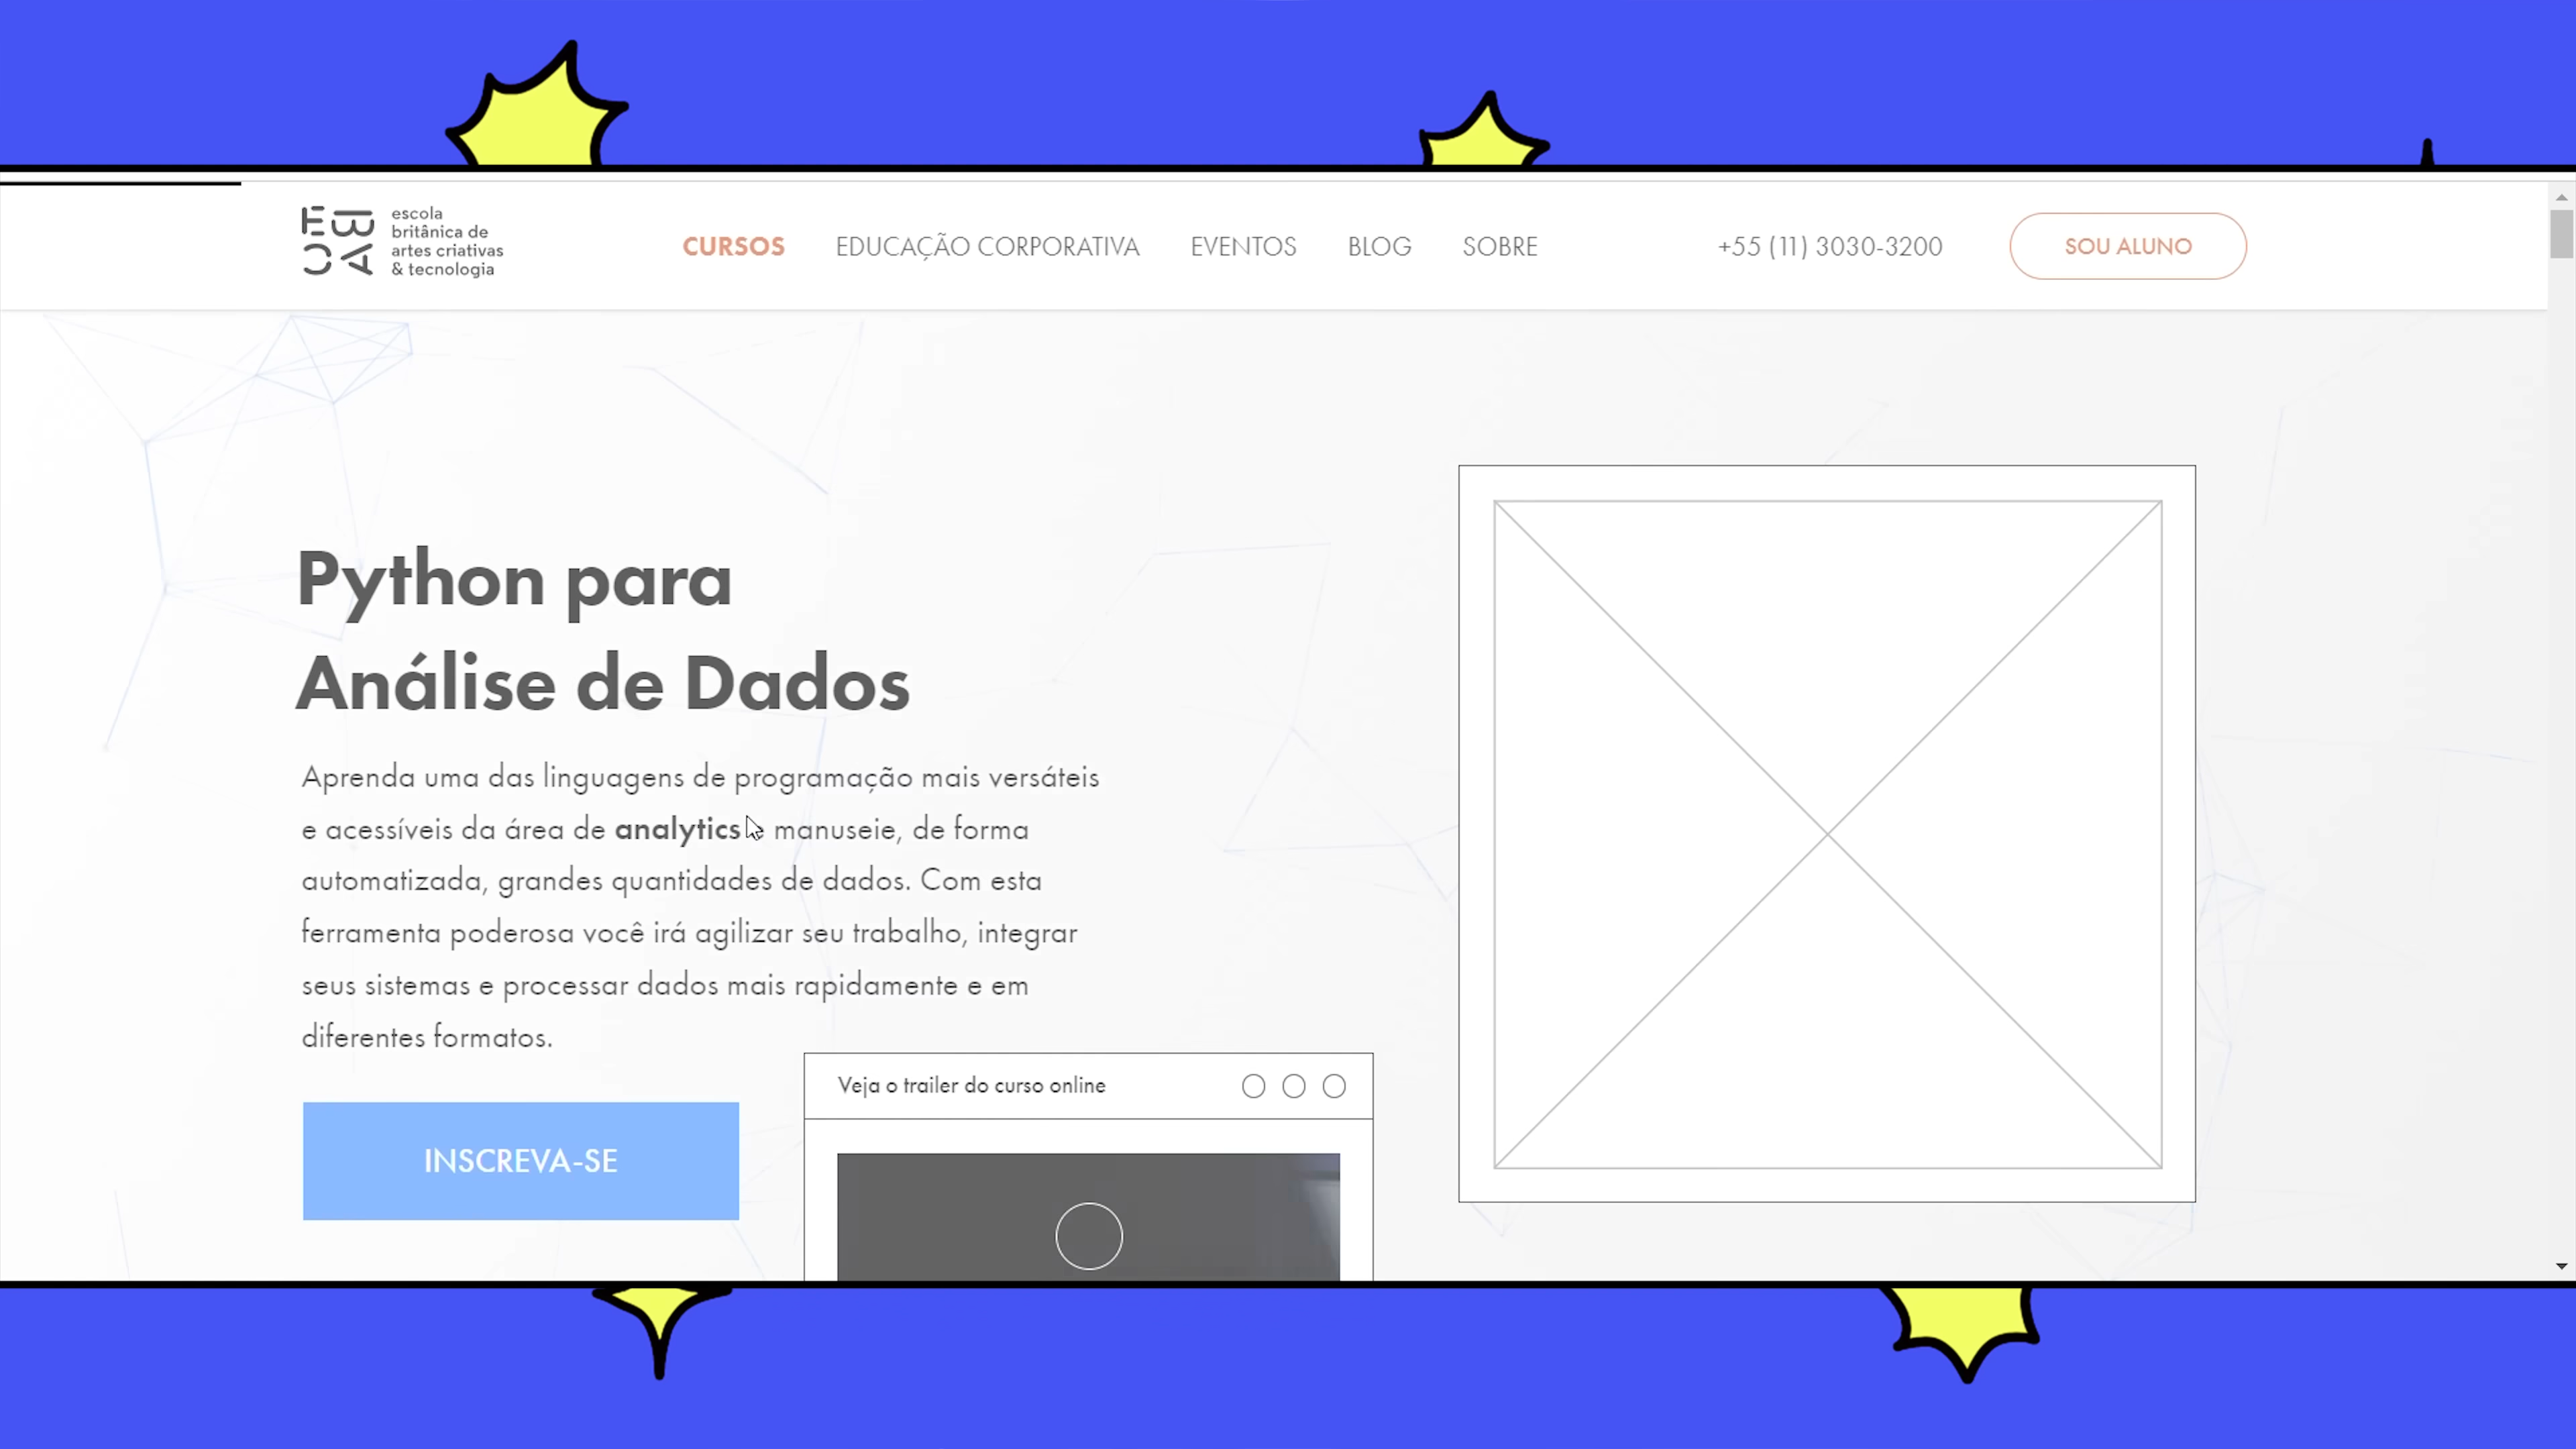 escola
britânica de
artes criativas
& tecnologia
CURSOS
EDUCAÇÃO CORPORATIVA
EVENTOS
BLOG
SOBRE
+55 (11) 3030-3200
SOU ALUNO
Python para
Análise de Dados
Aprenda uma das linguagens de programação mais versáteis
e acessíveis da área de analytics manuseie, de forma
automatizada, grandes quantidades de dados. Com esta
ferramenta poderosa você irá agilizar seu trabalho, integrar
seus sistemas e processar dados mais rapidamente e em
diferentes formatos.
INSCREVA-SE
Veja o trailer do curso online